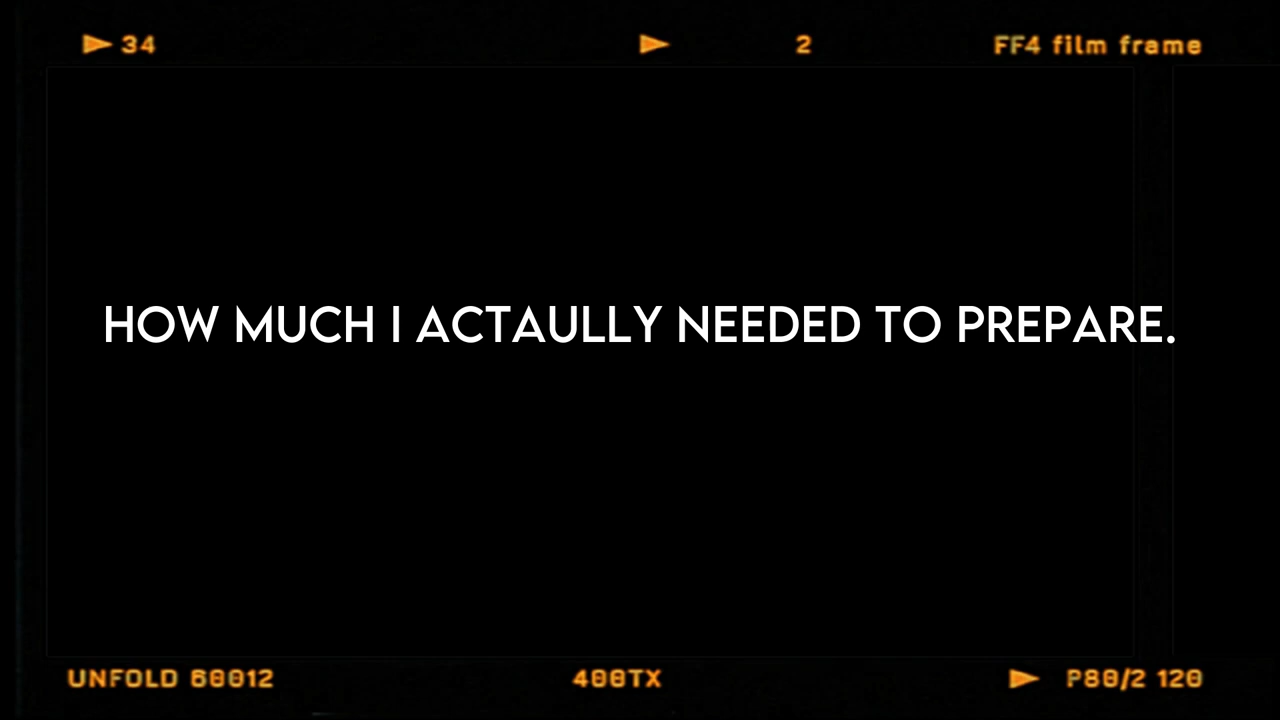 34 2 FF4 film frame
HOW MUCH I ACTAULLY NEEDED TO PREPARE.
UNFOLD 60012 400TX P80/2 120